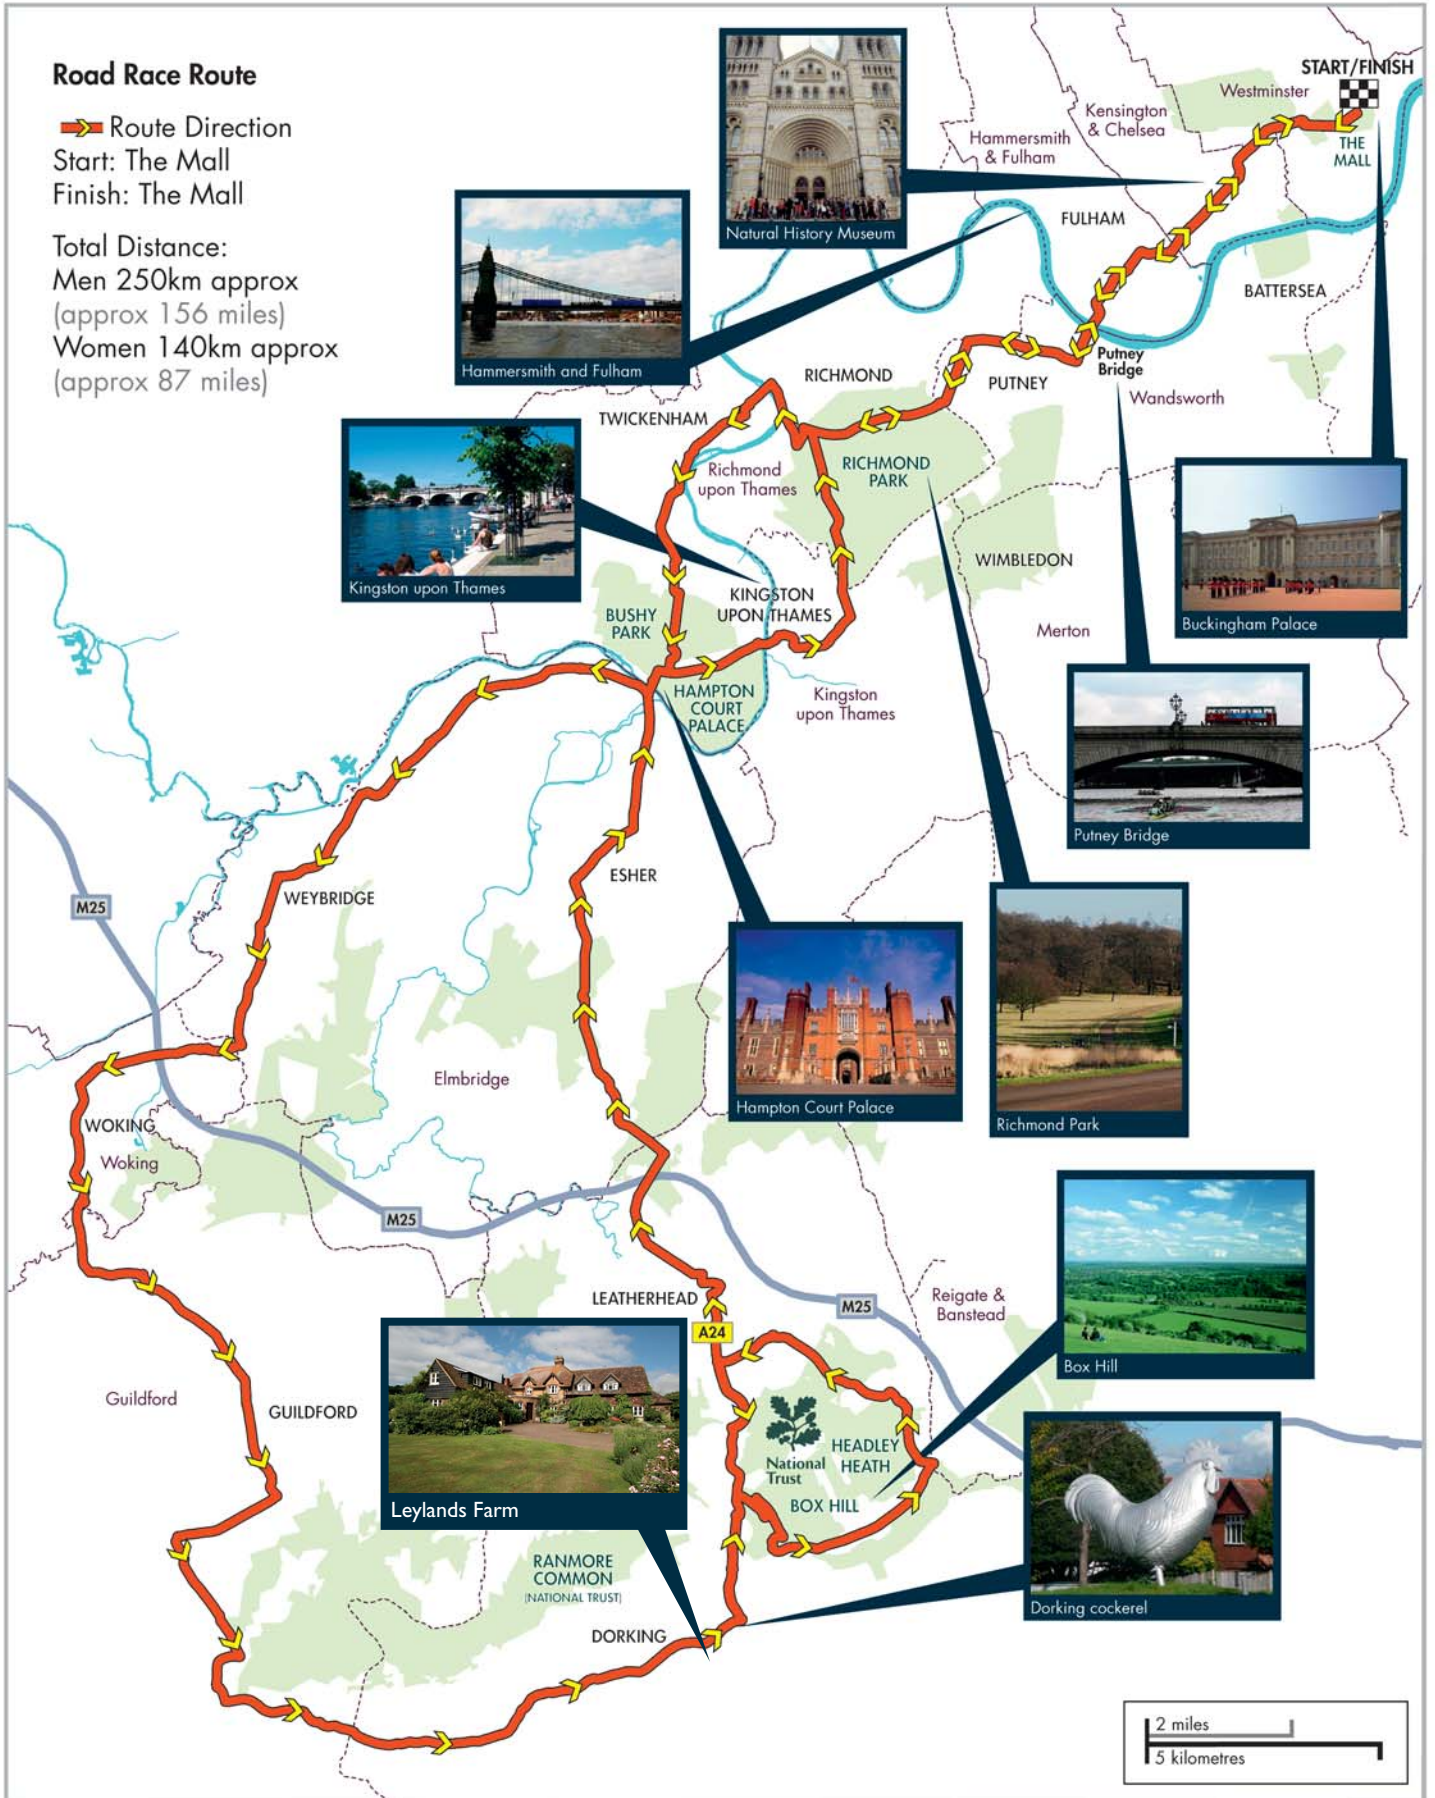 Road Race Route
Route Direction
Start: The Mall
Finish: The Mall
Total Distance:
Men 250km approx
(approx 156 miles)
Women 140km approx
(approx 87 miles)
START/FINISH
Westminster
Kensington
& Chelsea
Hammersmith
& Fulham
THE
MALL
Natural History Museum
FULHAM
BATTERSEA
Hammersmith and Fulham
Putney
Bridge
RICHMOND
PUTNEY
Wandsworth
TWICKENHAM
RICHMOND
PARK
Richmond
upon Thames
WIMBLEDON
Kingston upon Thames
KINGSTON
UPON THAMES
BUSHY
PARK
Buckingham Palace
Merton
HAMPTON
COURT
PALACE
Kingston
upon Thames
Putney Bridge
ESHER
WEYBRIDGE
M25
Elmbridge
Hampton Court Palace
Richmond Park
WOKING
Woking
M25
LEATHERHEAD
M25
Reigate &
Banstead
A24
Box Hill
Guildford
GUILDFORD
HEADLEY
HEATH
National
Trust
BOX HILL
Leylands Farm
RANMORE
COMMON
(NATIONAL TRUST)
Dorking cockerel
DORKING
2 miles
5 kilometres